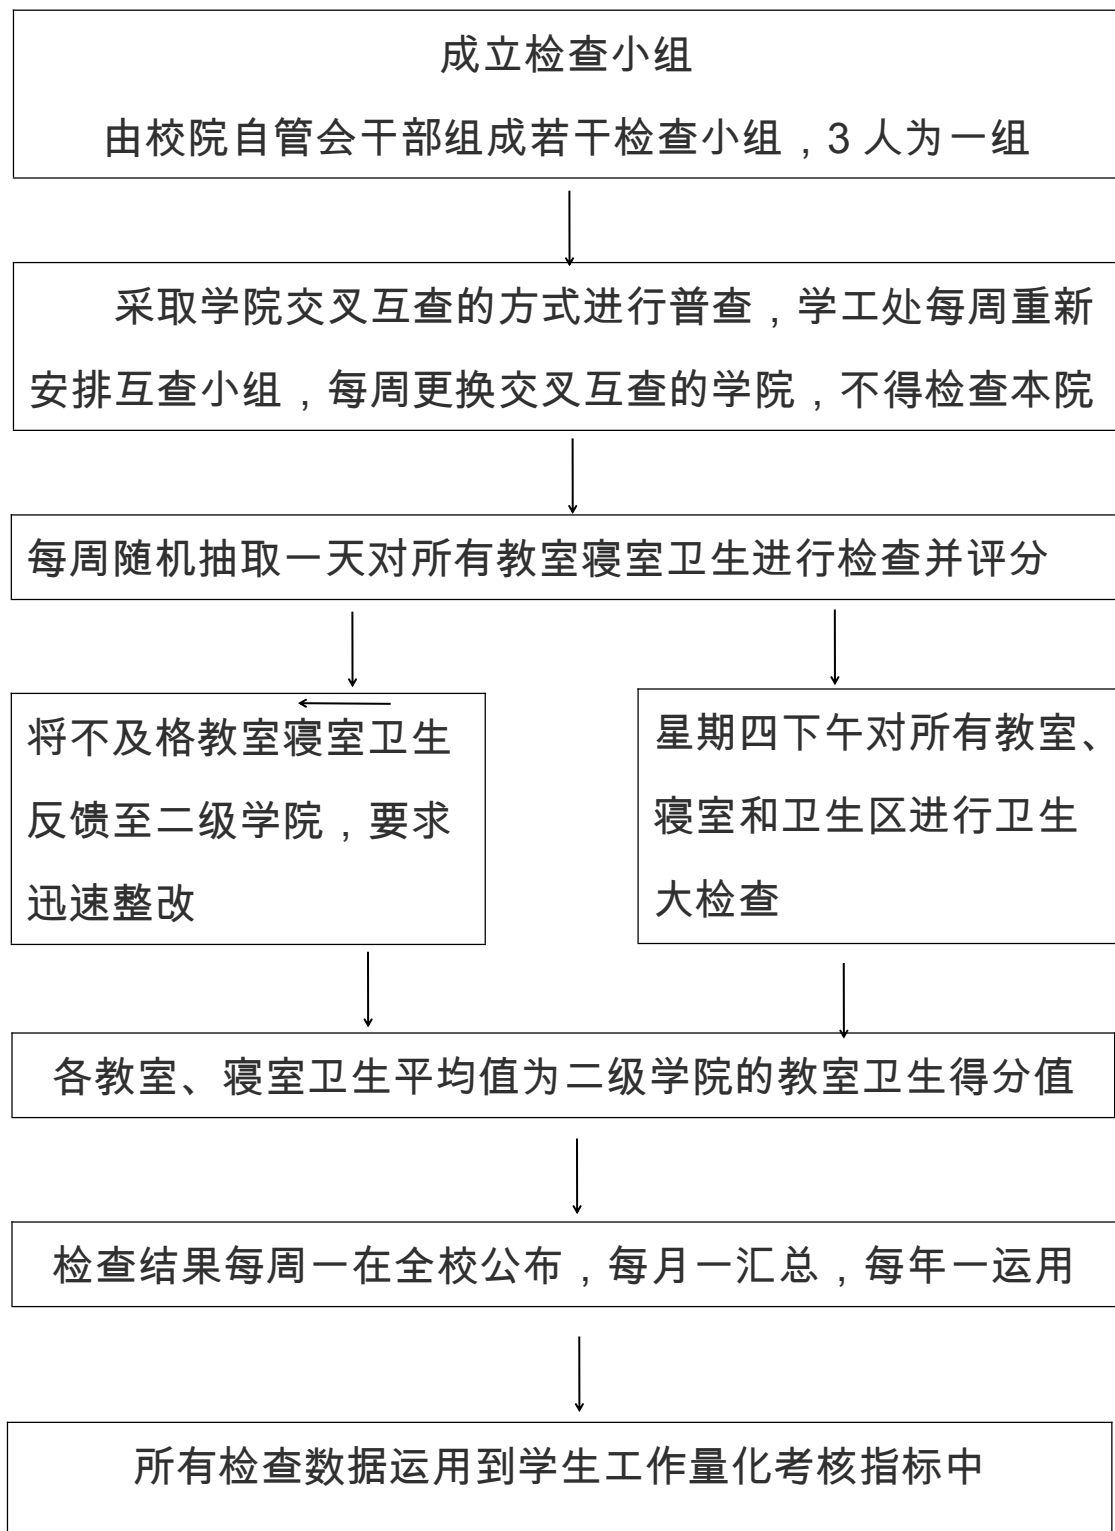 成立检查小组
由校院自管会干部组成若干检查小组，3 人为一组
采取学院交叉互查的方式进行普查，学工处每周重新
安排互查小组，每周更换交叉互查的学院，不得检查本院
每周随机抽取一天对所有教室寝室卫生进行检查并评分
将不及格教室寝室卫生
反馈至二级学院，要求
迅速整改
星期四下午对所有教室、
寝室和卫生区进行卫生
大检查
各教室、寝室卫生平均值为二级学院的教室卫生得分值
检查结果每周一在全校公布，每月一汇总，每年一运用
所有检查数据运用到学生工作量化考核指标中